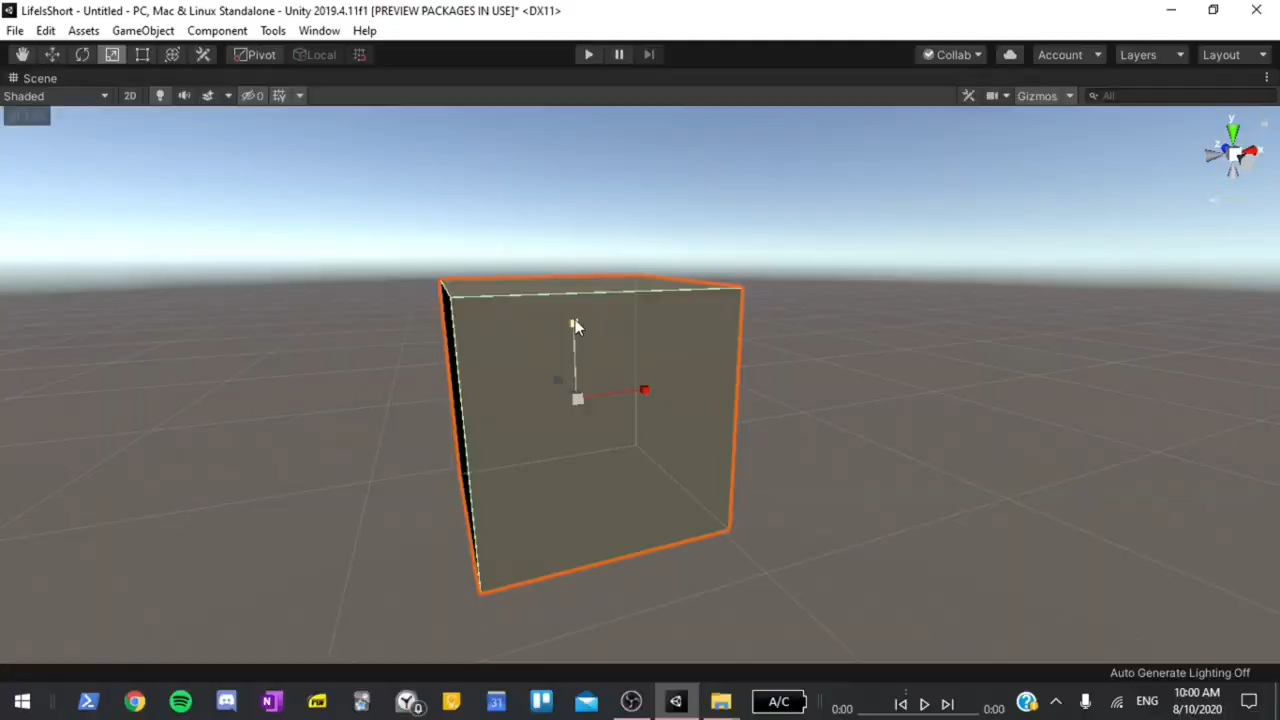 LifeIsShort - Untitled - PC, Mac & Linux Standalone - Unity 2019.4.11f1 [PREVIEW PACKAGES IN USE]* <DX11>
File Edit Assets GameObject Component Tools Window Help
Pivot Local Collab Account Layers Layout
Scene
Shaded 2D 0 Gizmos All
y
z x
Auto Generate Lighting Off
31 0 A/C 0:00 0:00 ENG 10:00 AM
8/10/2020